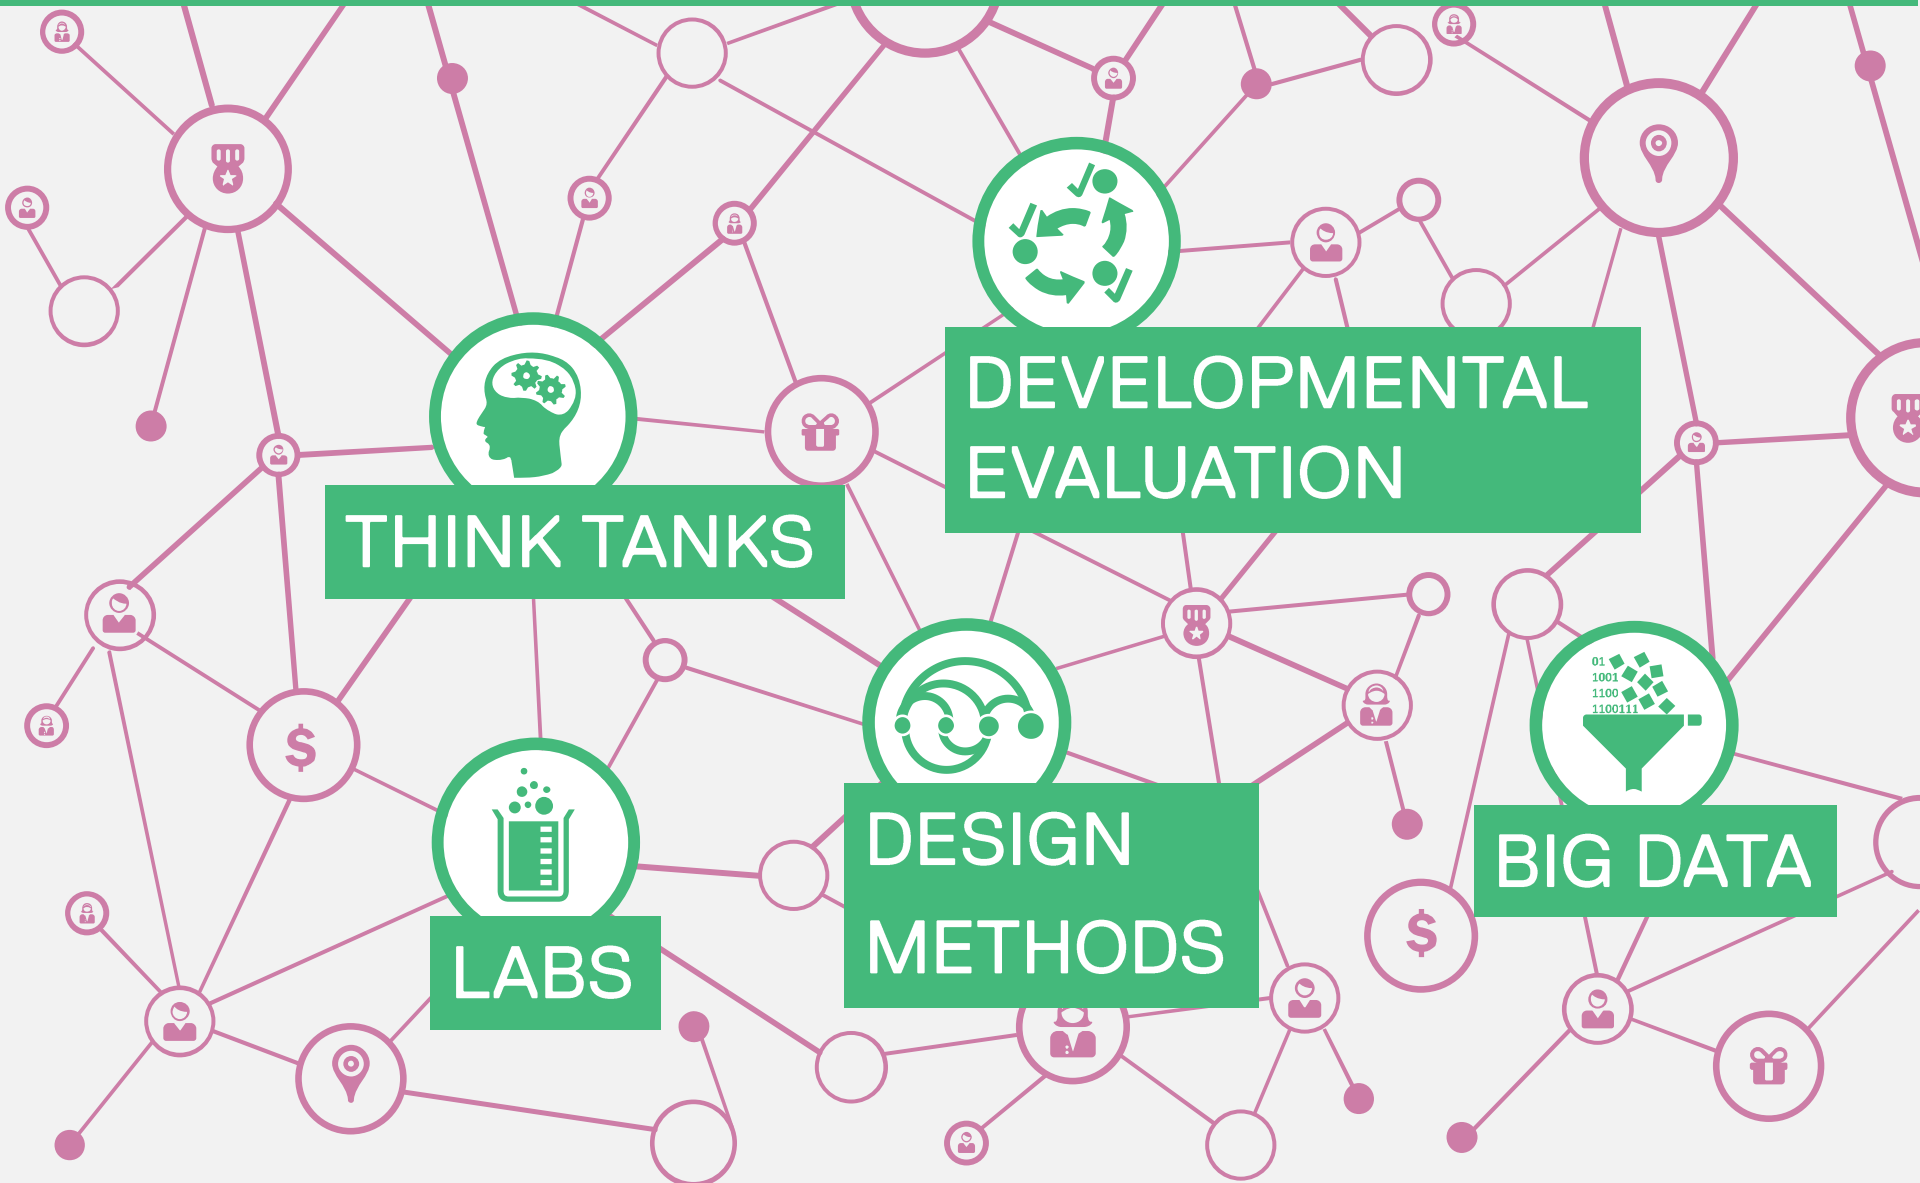 DEVELOPMENTAL
EVALUATION
THINK TANKS
$
01
1001
1100
1100111
DESIGN
METHODS
BIG DATA
$
LABS